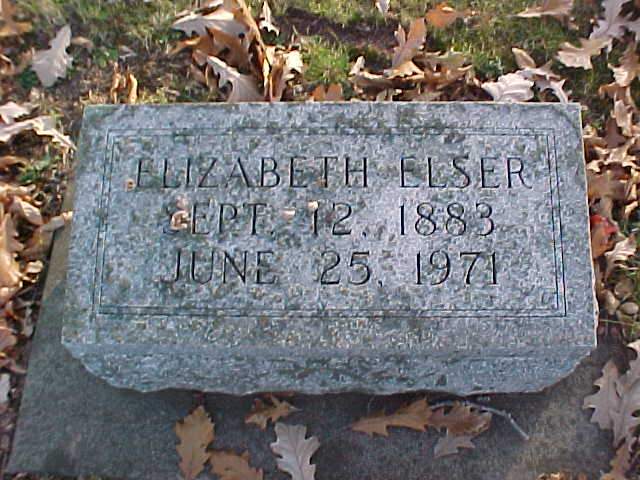 ELIZABETH ELSER
SEPT. 12, 1883
JUNE 25, 1971